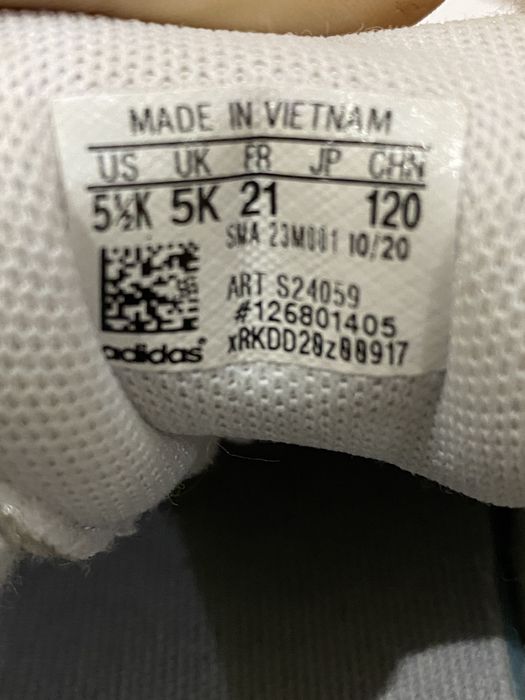 MADE IN VIETNAM
US UK FR JP CHN
5½K 5K 21 120
SMA 23M001 10/20
ART S24059
#126801405
xRKDD20z00917
adidas